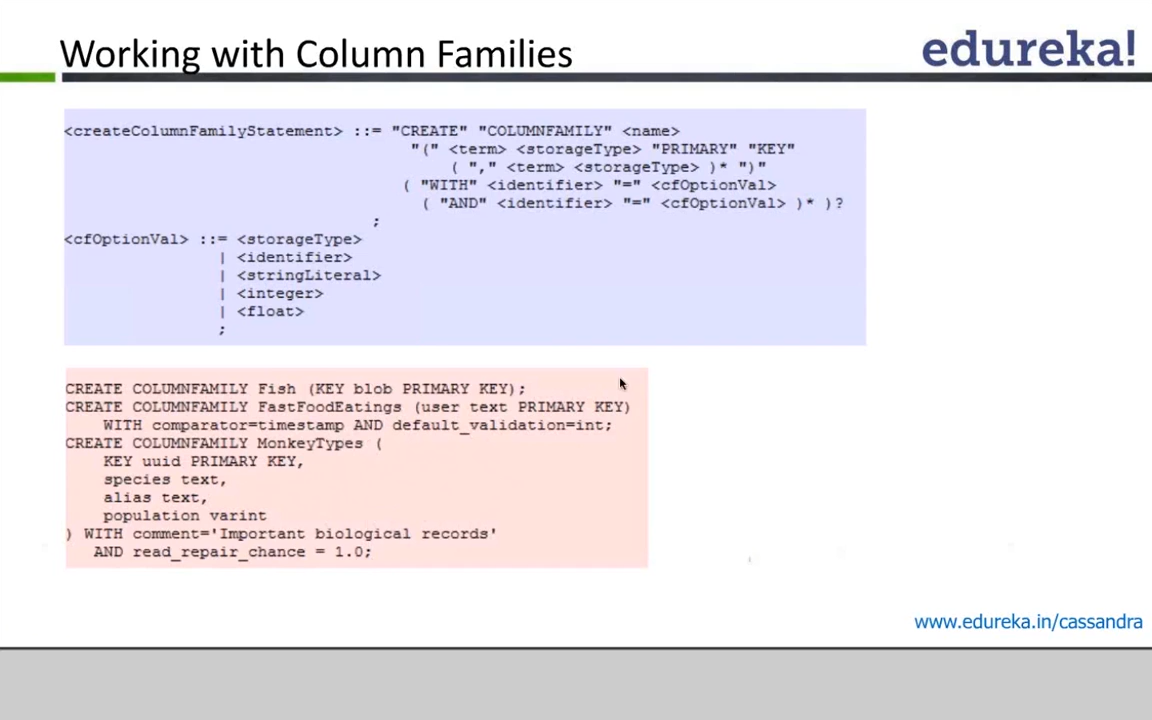 Working with Column Families
edureka!
<createColumnFamilyStatement> ::= "CREATE" "COLUMNFAMILY" <name>
"(" <term> <storageType> "PRIMARY" "KEY"
( "," <term> <storageType> )* ")"
( "WITH" <identifier> "=" <cfOptionVal>
( "AND" <identifier> "=" <cfOptionVal> )* )?
;
<cfOptionVal> ::= <storageType>
| <identifier>
| <stringLiteral>
| <integer>
| <float>
;
CREATE COLUMNFAMILY Fish (KEY blob PRIMARY KEY);
CREATE COLUMNFAMILY FastFoodEatings (user text PRIMARY KEY)
WITH comparator=timestamp AND default_validation=int;
CREATE COLUMNFAMILY MonkeyTypes (
KEY uuid PRIMARY KEY,
species text,
alias text,
population varint
) WITH comment='Important biological records'
AND read_repair_chance = 1.0;
www.edureka.in/cassandra